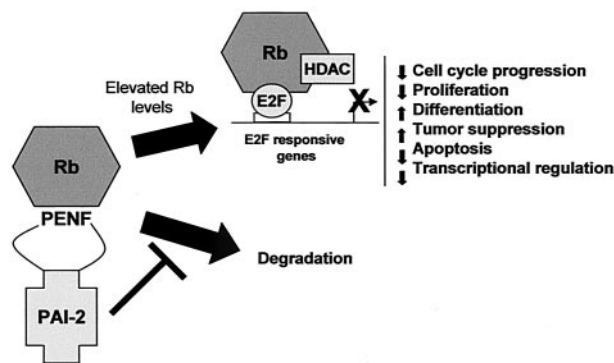 Rb
HDAC
E2F
X
E2F responsive
genes
Elevated Rb
levels
Cell cycle progression
Proliferation
Differentiation
Tumor suppression
Apoptosis
Transcriptional regulation
Rb
PENF
PAI-2
Degradation